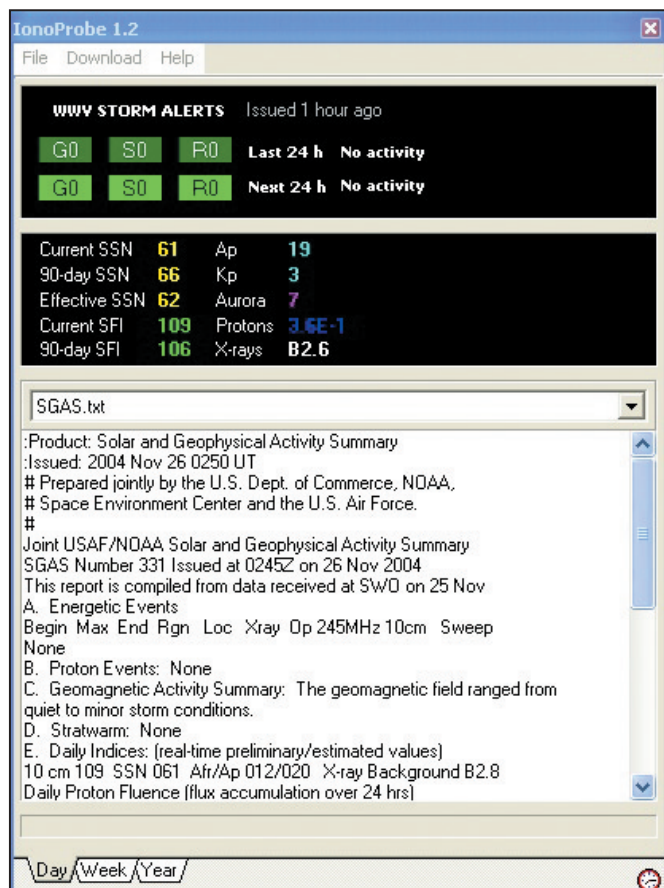 IonoProbe 1.2
File Download Help
WWV STORM ALERTS Issued 1 hour ago
G0 S0 R0 Last 24 h No activity
G0 S0 R0 Next 24 h No activity
Current SSN 61 Ap 19
90-day SSN 66 Kp 3
Effective SSN 62 Aurora 7
Current SFI 109 Protons 3.6E-1
90-day SFI 106 X-rays B2.6
SGAS.txt
:Product: Solar and Geophysical Activity Summary
:Issued: 2004 Nov 26 0250 UT
# Prepared jointly by the U.S. Dept. of Commerce, NOAA,
# Space Environment Center and the U.S. Air Force.
#
Joint USAF/NOAA Solar and Geophysical Activity Summary
SGAS Number 331 Issued at 0245Z on 26 Nov 2004
This report is compiled from data received at SWO on 25 Nov
A. Energetic Events
Begin Max End Rgn Loc Xray Op 245MHz 10cm Sweep
None
B. Proton Events: None
C. Geomagnetic Activity Summary: The geomagnetic field ranged from
quiet to minor storm conditions.
D. Stratwarm: None
E. Daily Indices: (real-time preliminary/estimated values)
10 cm 109 SSN 061 Afr/Ap 012/020 X-ray Background B2.8
Daily Proton Fluence (flux accumulation over 24 hrs)
Day Week Year